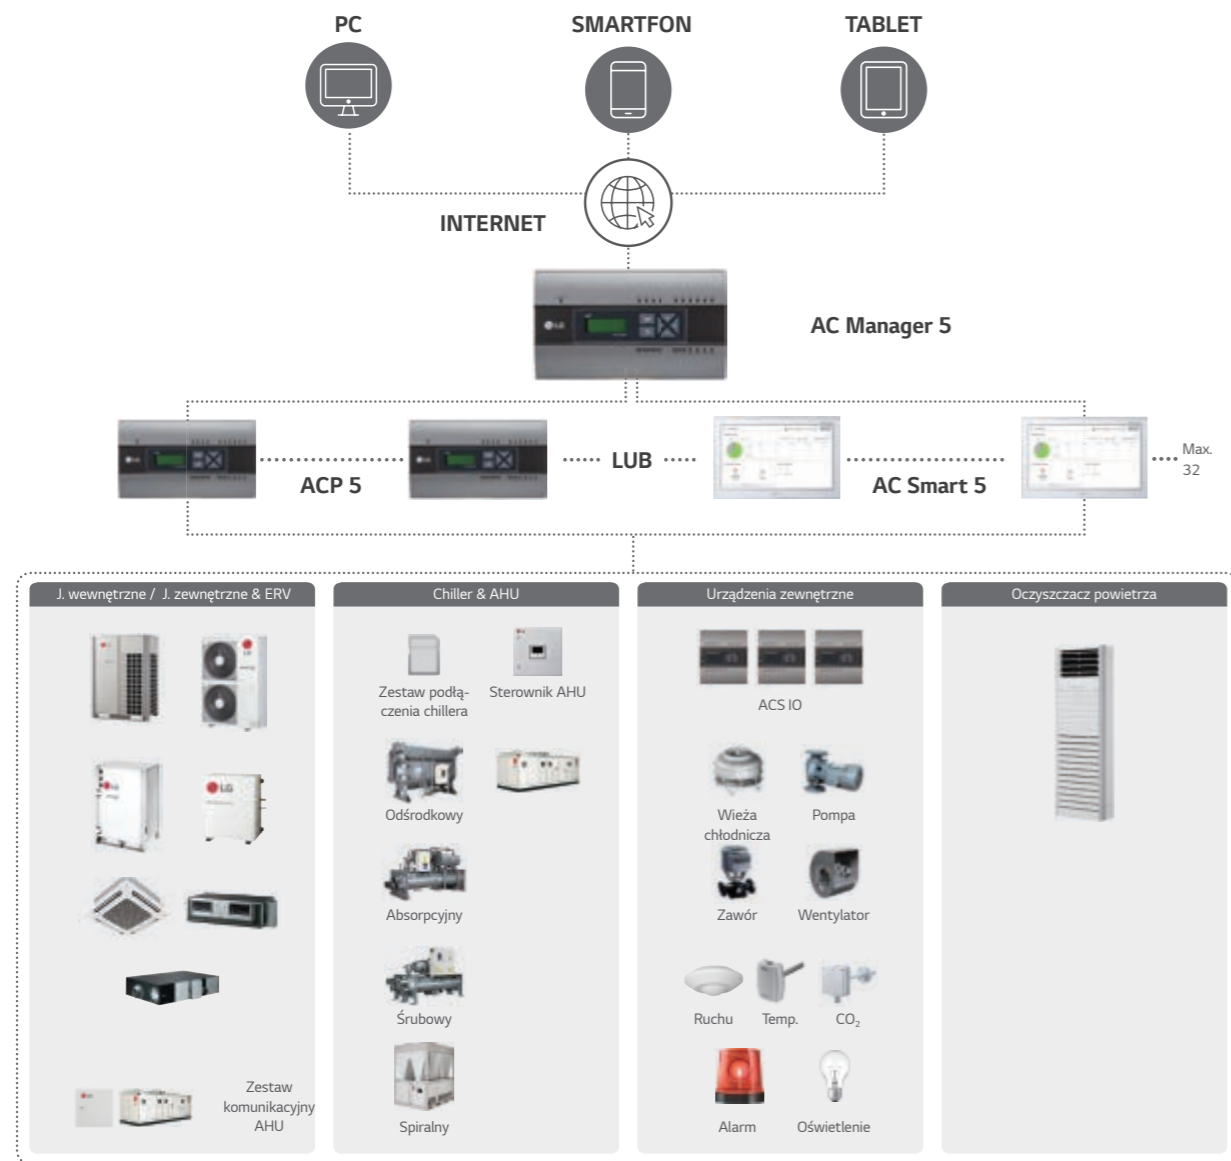 PC
SMARTFON
TABLET
INTERNET
AC Manager 5
LUB
Max.
32
ACP 5
AC Smart 5
J. wewnętrzne / J. zewnętrzne & ERV
Chiller & AHU
Urządzenia zewnętrzne
Oczyszczacz powietrza
LG
LG
Zestaw
komunikacyjny
AHU
Zestaw podłą-
czenia chillera
Sterownik AHU
Odśrodkowy
Absorpcyjny
Śrubowy
Spiralny
ACS IO
Wieża
chłodnicza
Pompa
Zawór
Wentylator
Ruchu
Temp.
CO₂
Alarm
Oświetlenie